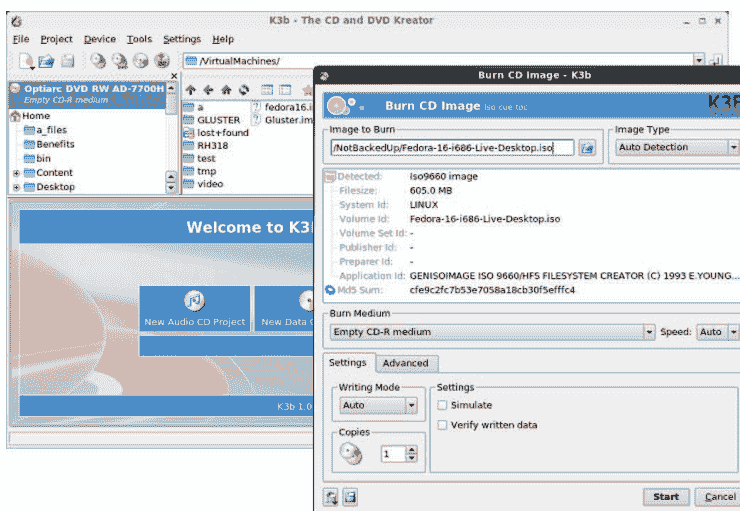 K3b - The CD and DVD Kreator
File Project Device Tools Settings Help
/VirtualMachines/
Optiarc DVD RW AD-7700H
Empty CD-R medium
Home
a_files
Benefits
bin
Content
Desktop
a
GLUSTER
lost+found
RH318
test
tmp
video
fedora16.i
Gluster.im
Welcome to K3
New Audio CD Project
New Data
K3b 1.0
Burn CD Image - K3b
Burn CD Image iso cue toc
K3B
Image to Burn
/NotBackedUp/Fedora-16-i686-Live-Desktop.iso
Image Type
Auto Detection
Detected: Iso9660 image
Filesize: 605.0 MB
System Id: LINUX
Volume Id: Fedora-16-i686-Live-Desktop.iso
Volume Set Id: -
Publisher Id: -
Preparer Id: -
Application Id: GENISOIMAGE ISO 9660/HFS FILESYSTEM CREATOR (C) 1993 E.YOUNG...
Md5 Sum: cfe9c2fc7b53e7058a18cb30f5efffc4
Burn Medium
Empty CD-R medium
Speed: Auto
Settings Advanced
Writing Mode
Auto
Copies
1
Settings
Simulate
Verify written data
Start Cancel